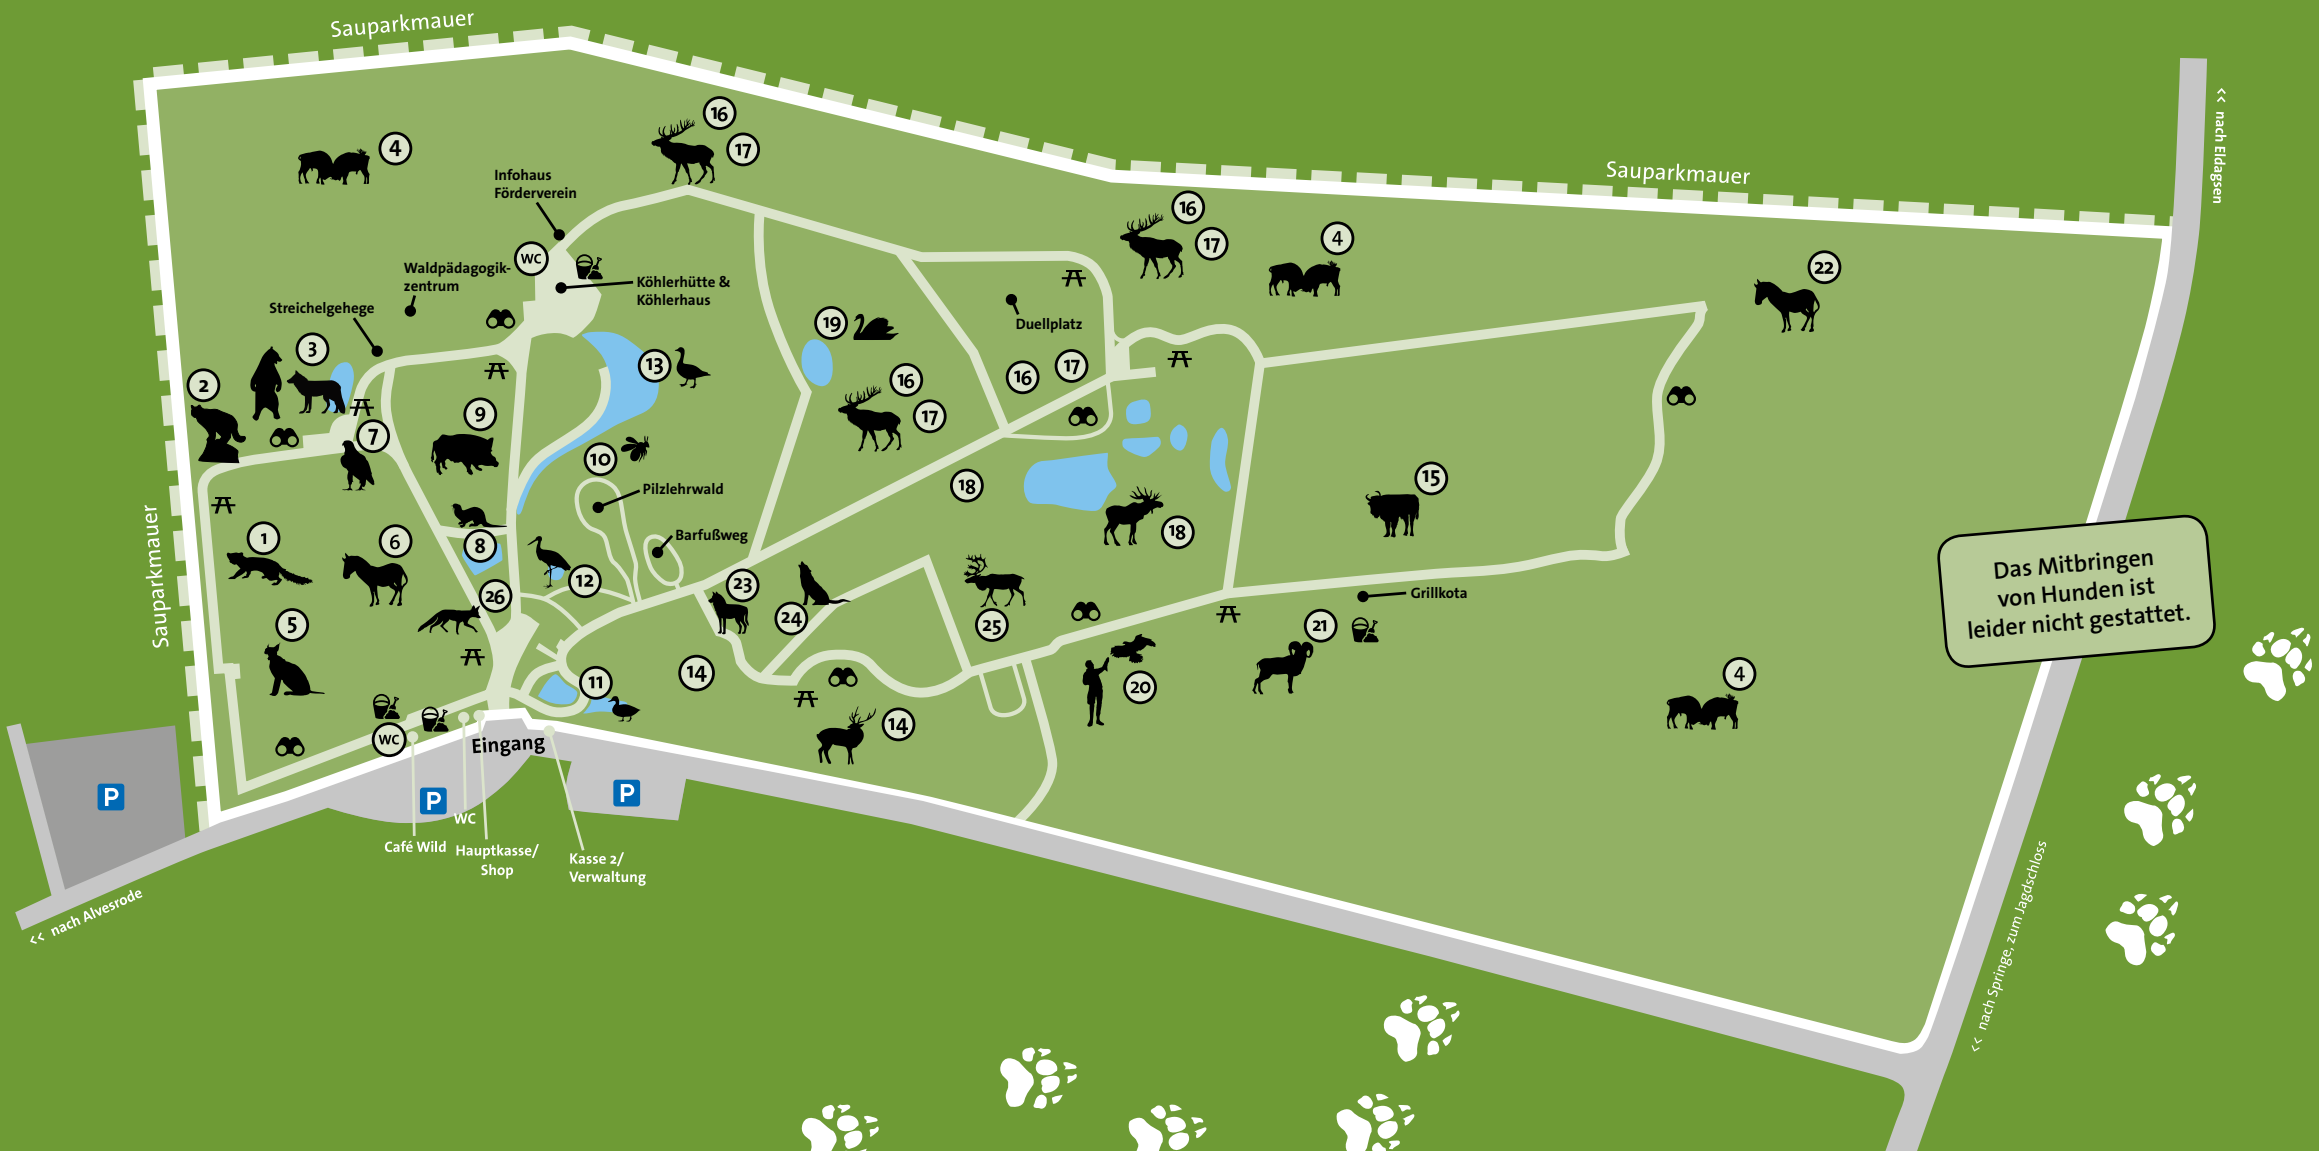 Sauparkmauer
16
4
17
Infohaus
Förderverein
Sauparkmauer
<< nach Eldagsen
16
17
4
WC
22
Waldpädagogik-
zentrum
Köhlerhütte &
Köhlerhaus
Streichelgehege
19
Duellplatz
3
13
2
16
17
16
9
17
7
10
15
18
Pilzlehrwald
Sauparkmauer
1
6
8
Barfußweg
18
12
23
26
24
25
5
Grillkota
21
14
11
20
4
14
WC
Eingang
P
P
P
WC
Café Wild
Hauptkasse/
Shop
Kasse 2/
Verwaltung
<< nach Alvesrode
Das Mitbringen
von Hunden ist
leider nicht gestattet.
<< nach Springe, zum Jagdschloss